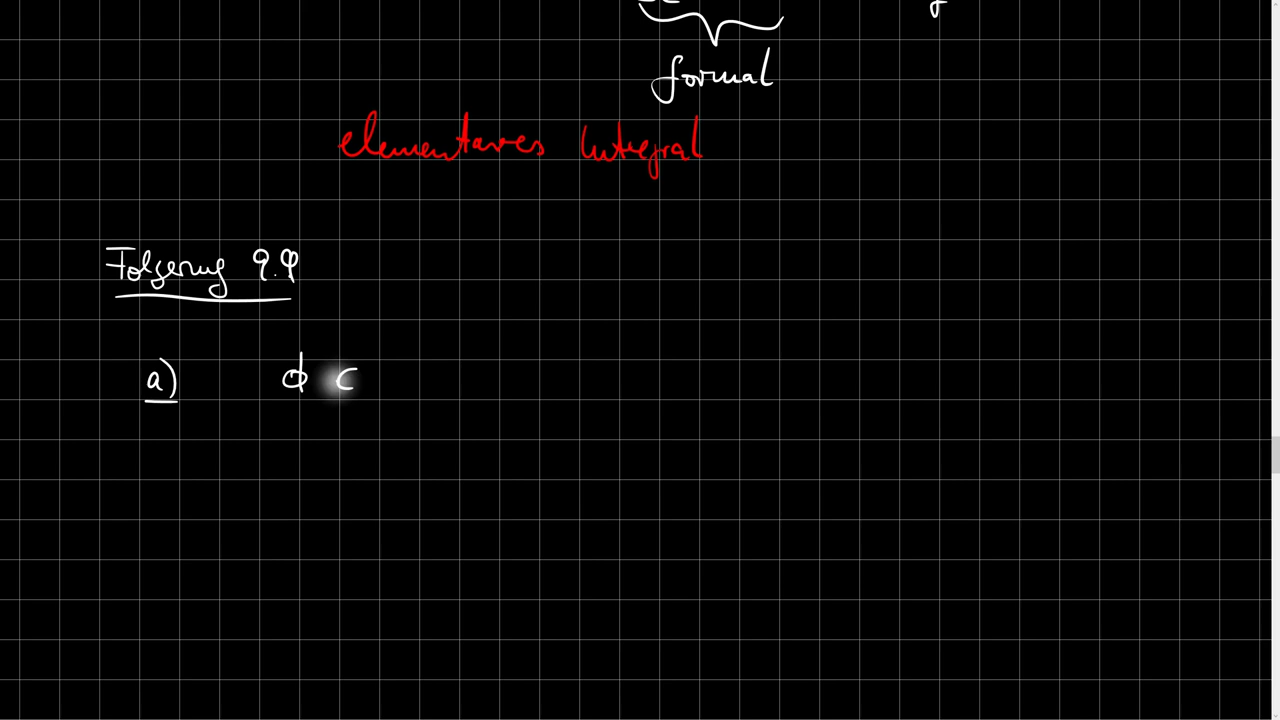 formal
elementares Integral
Folgerung 9.9
a) ϕ c